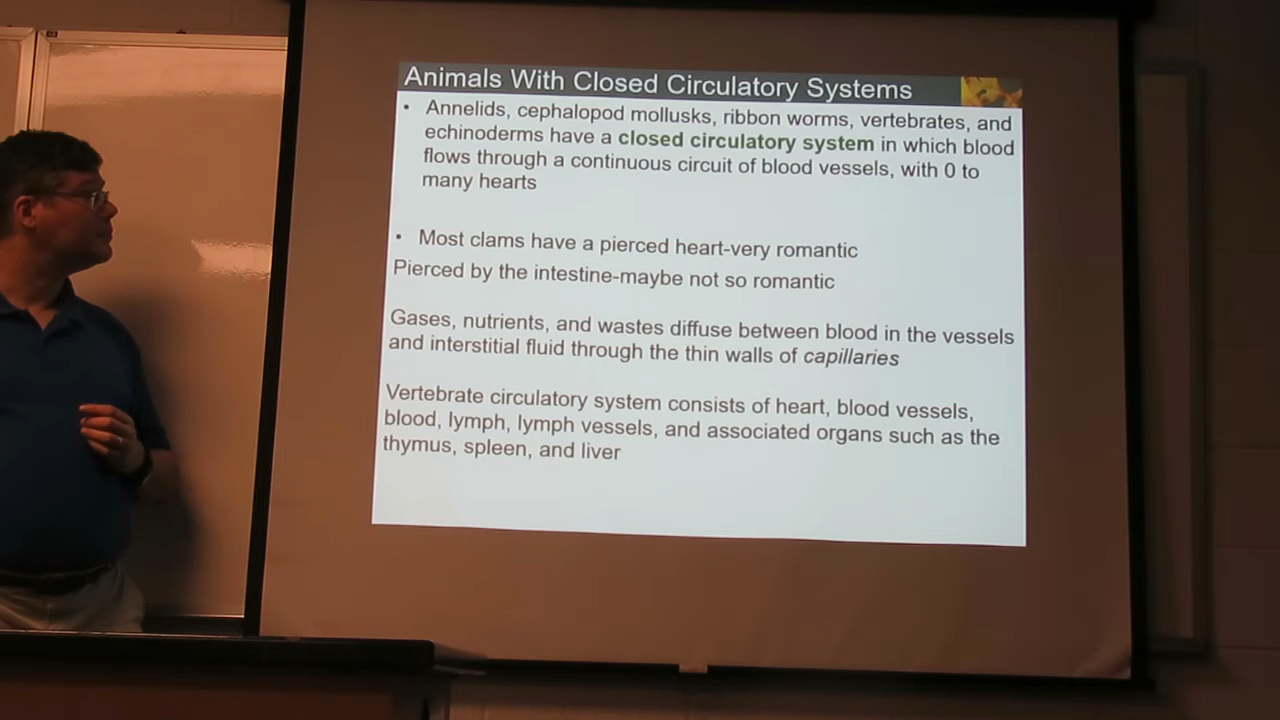 Animals With Closed Circulatory Systems
• Annelids, cephalopod mollusks, ribbon worms, vertebrates, and
echinoderms have a closed circulatory system in which blood
flows through a continuous circuit of blood vessels, with 0 to
many hearts
• Most clams have a pierced heart-very romantic
Pierced by the intestine-maybe not so romantic
Gases, nutrients, and wastes diffuse between blood in the vessels
and interstitial fluid through the thin walls of capillaries
Vertebrate circulatory system consists of heart, blood vessels,
blood, lymph, lymph vessels, and associated organs such as the
thymus, spleen, and liver